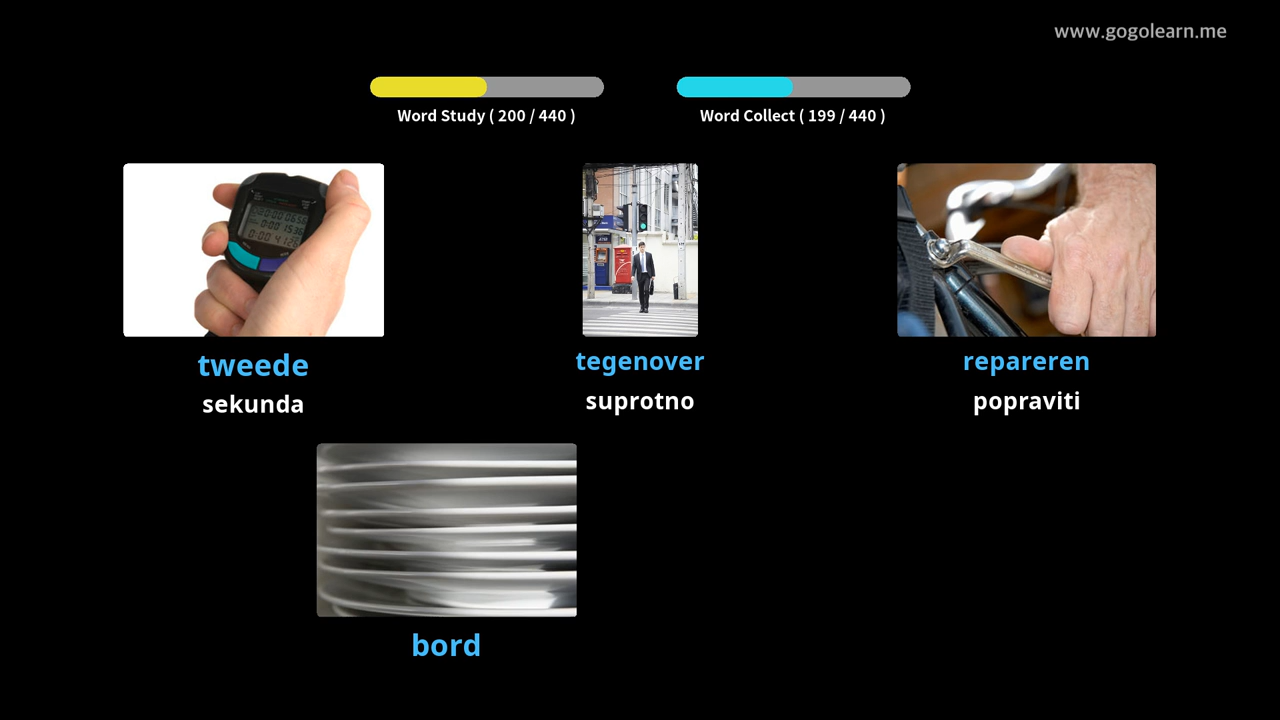 www.gogolearn.me
Word Study ( 200 / 440 )
Word Collect ( 199 / 440 )
tweede
sekunda
tegenover
suprotno
repareren
popraviti
bord